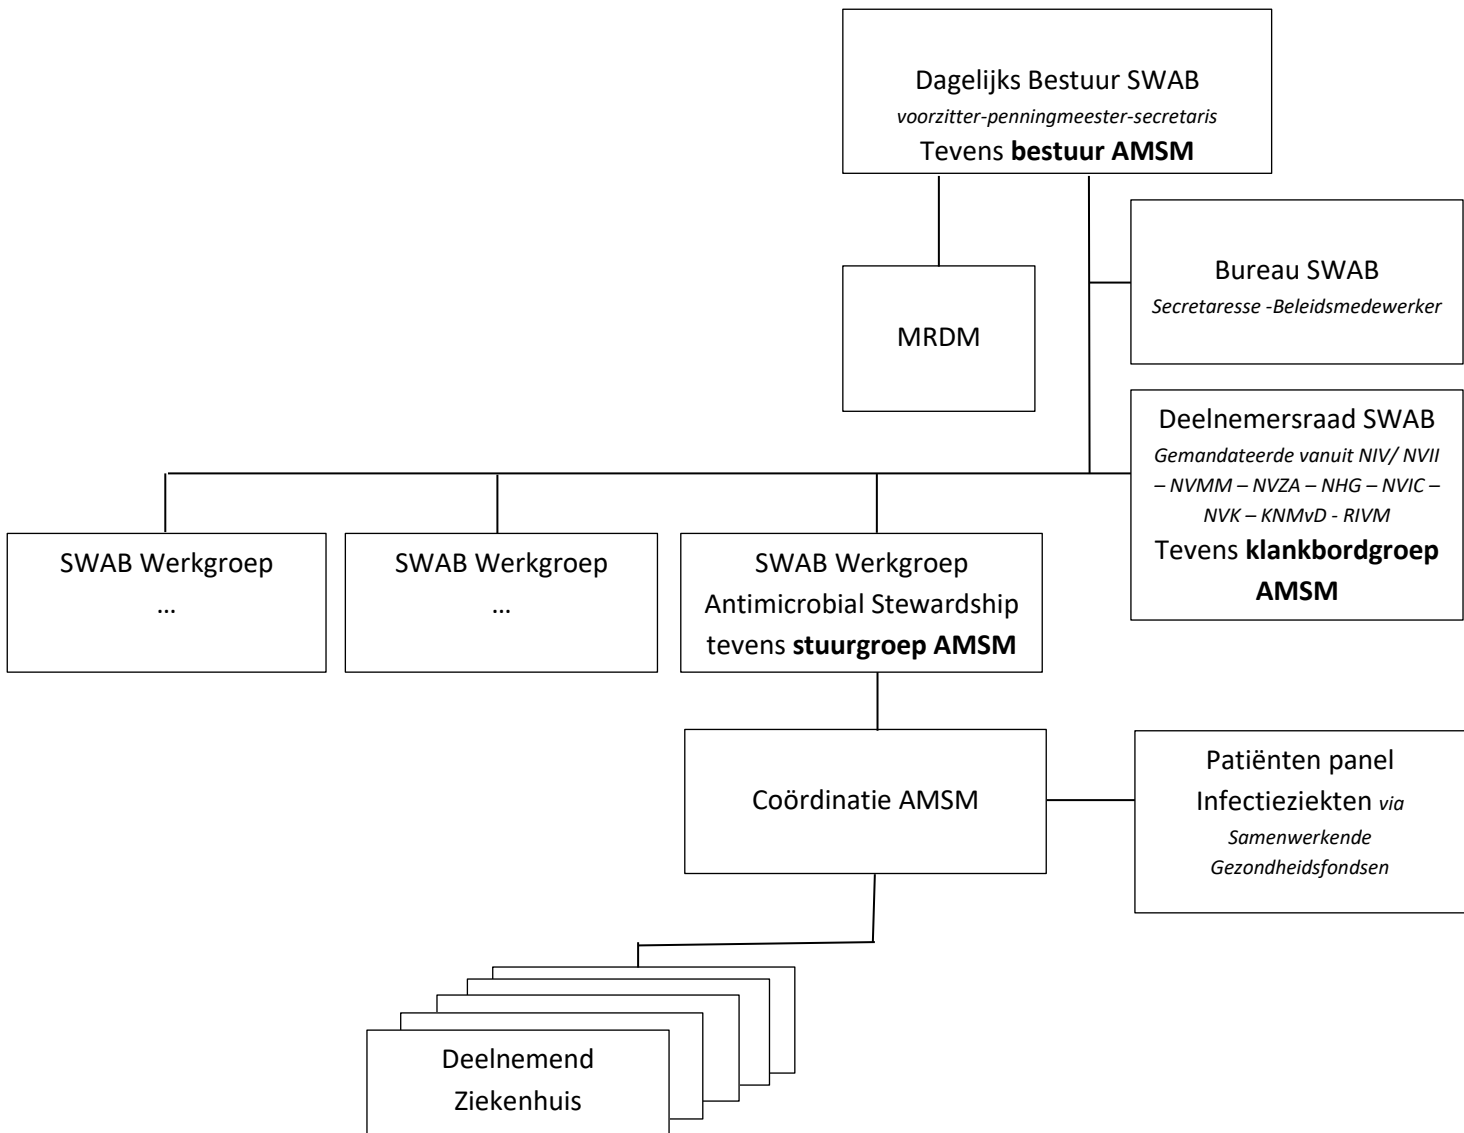 Dagelijks Bestuur SWAB
voorzitter-penningmeester-secretaris
Tevens bestuur AMSM
Bureau SWAB
Secretaresse -Beleidsmedewerker
MRDM
Deelnemersraad SWAB
Gemandateerde vanuit NIV/ NVII
– NVMM – NVZA – NHG – NVIC –
NVK – KNMvD - RIVM
Tevens klankbordgroep
AMSM
SWAB Werkgroep
...
SWAB Werkgroep
...
SWAB Werkgroep
Antimicrobial Stewardship
tevens stuurgroep AMSM
Coördinatie AMSM
Patiënten panel
Infectieziekten via
Samenwerkende
Gezondheidsfondsen
Deelnemend
Ziekenhuis